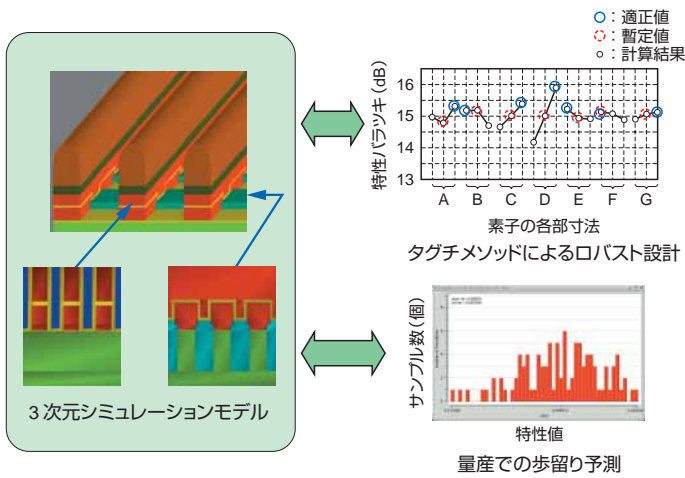 ○：適正値
○：暫定値
○：計算結果
特性バラツキ（dB）
16
15
14
13
A B C D E F G
素子の各部寸法
タグチメソッドによるロバスト設計
3次元シミュレーションモデル
サンプル数（個）
特性値
量産での歩留り予測